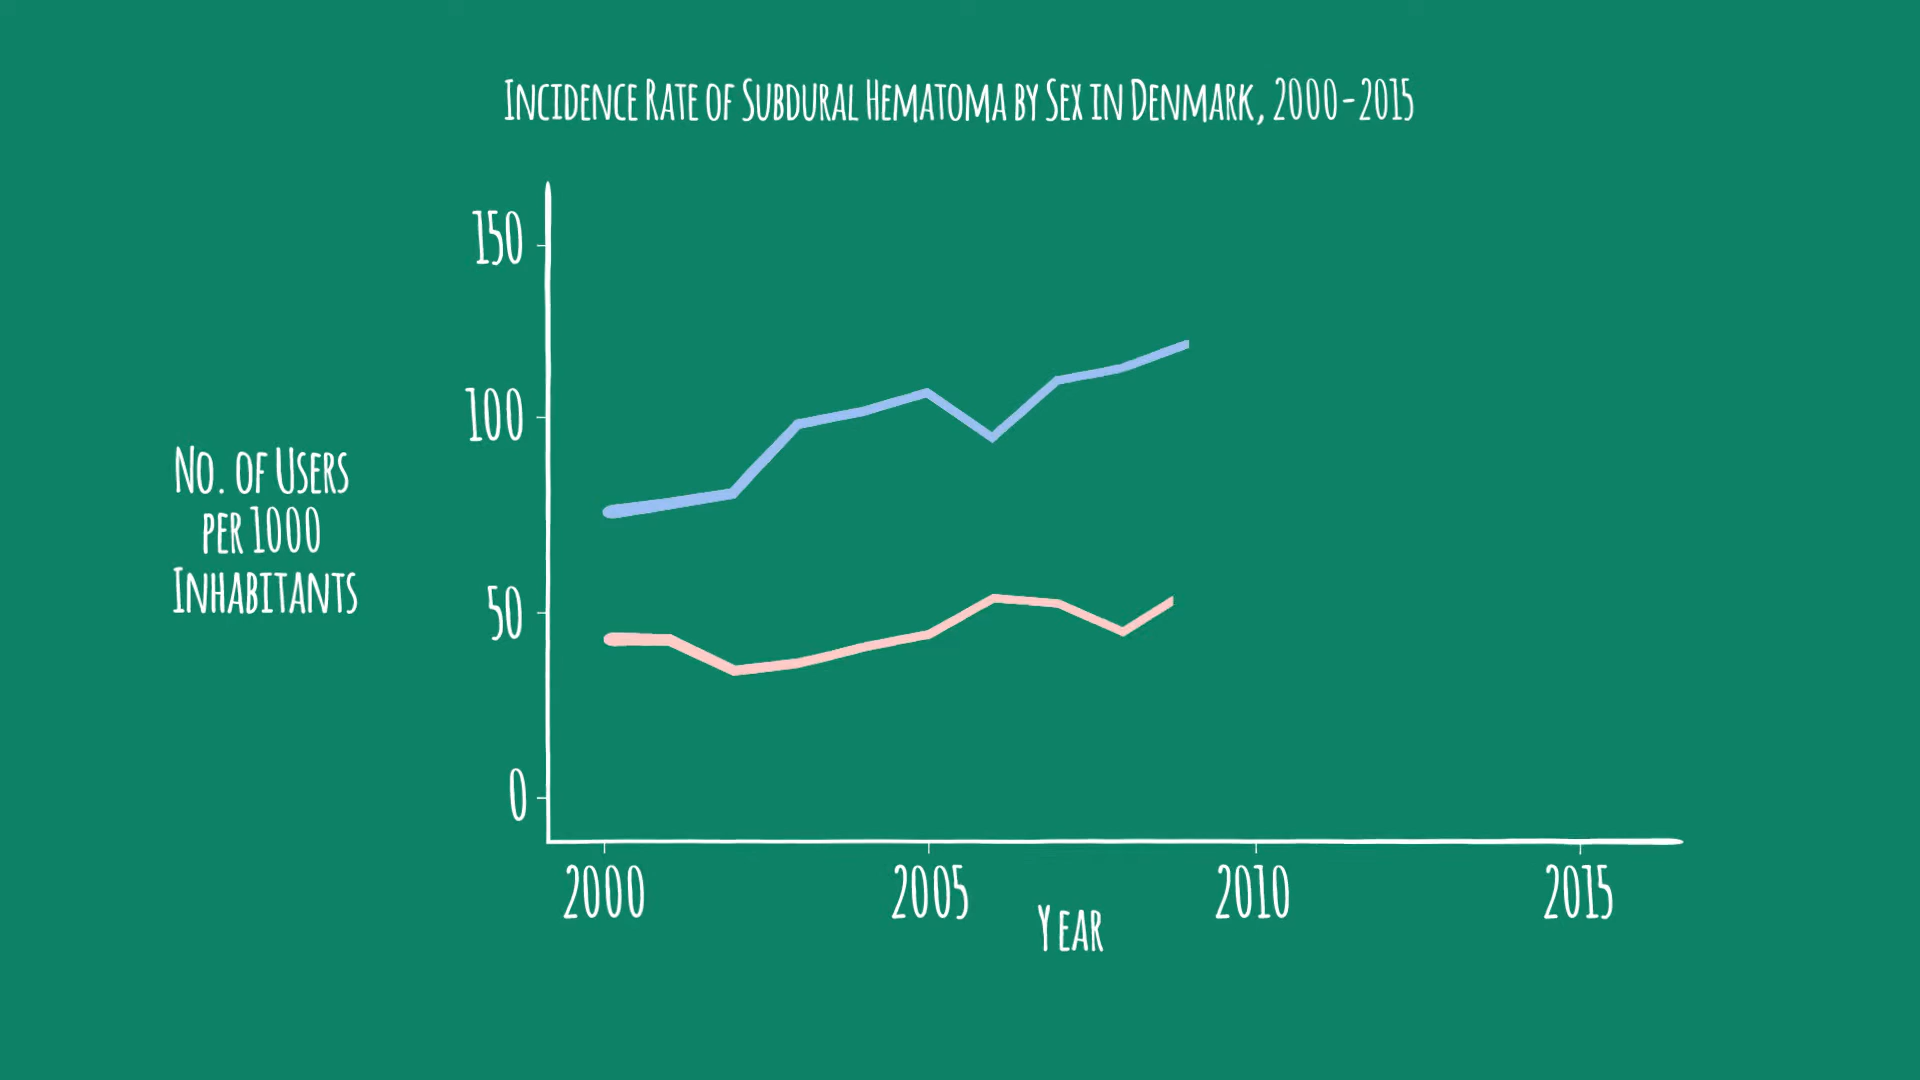 Incidence Rate of Subdural Hematoma by Sex in Denmark, 2000-2015
150
100
50
0
No. of Users
per 1000
Inhabitants
2000
2005
2010
2015
Year